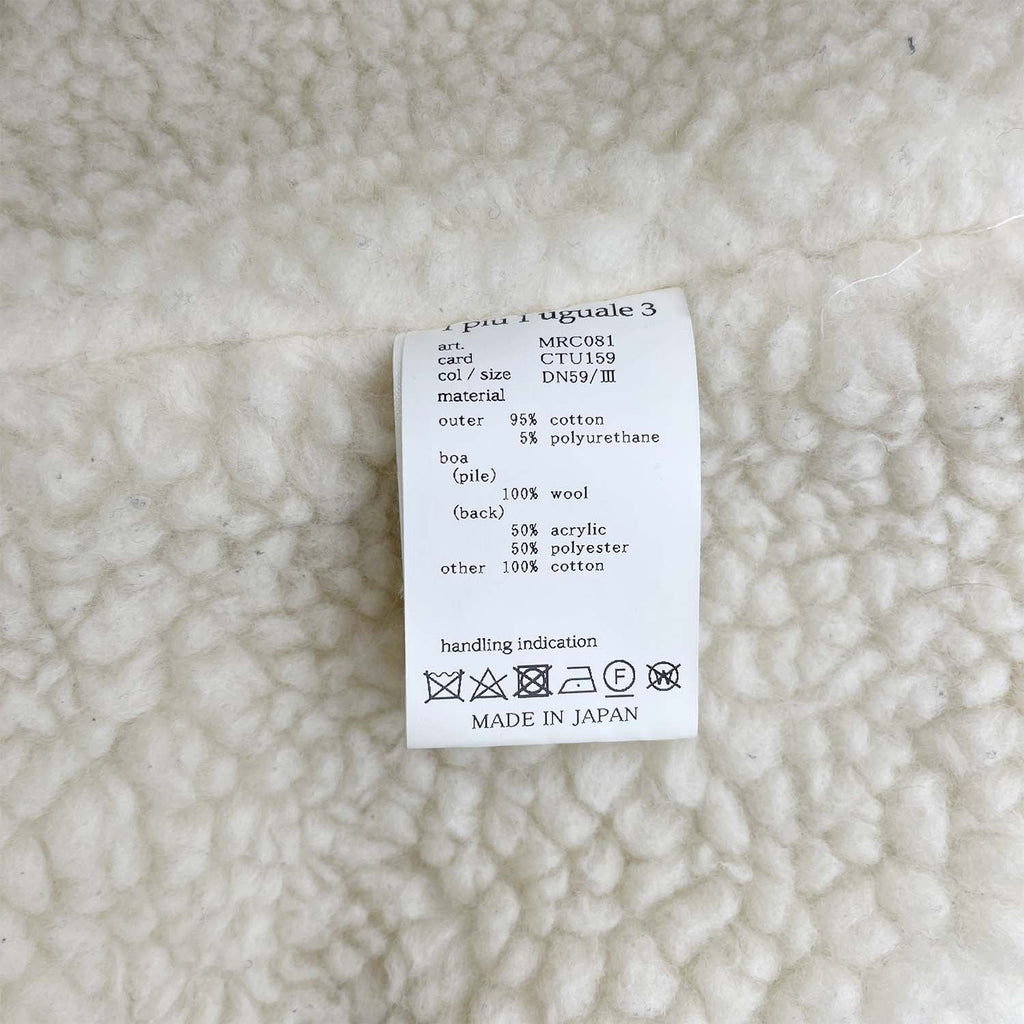 1 piu 1 uguale 3
art. MRC081
card CTU159
col / size DN59/Ⅲ
material
outer 95% cotton
5% polyurethane
boa
(pile)
100% wool
(back)
50% acrylic
50% polyester
other 100% cotton
handling indication
F W
MADE IN JAPAN